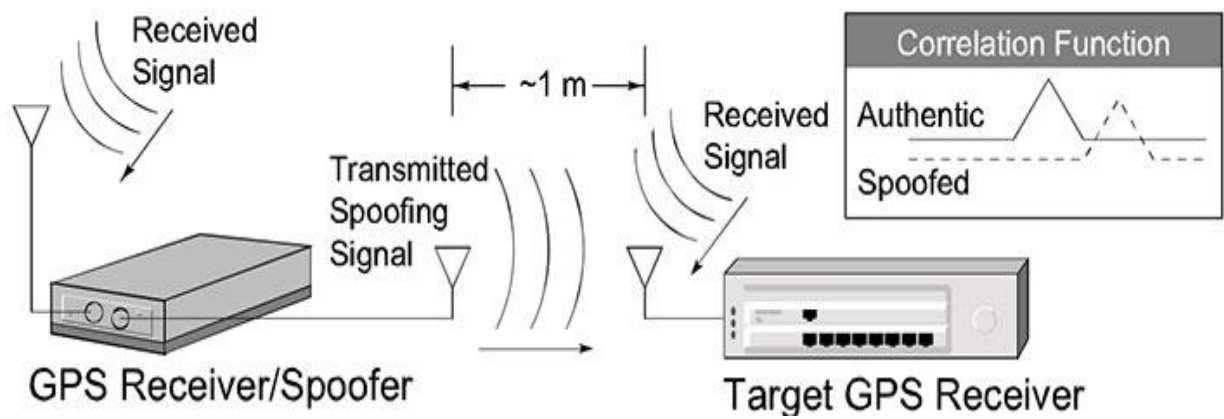 Received
Signal
~1 m
Received
Signal
Transmitted
Spoofing
Signal
Correlation Function
Authentic
Spoofed
GPS Receiver/Spoofer
Target GPS Receiver